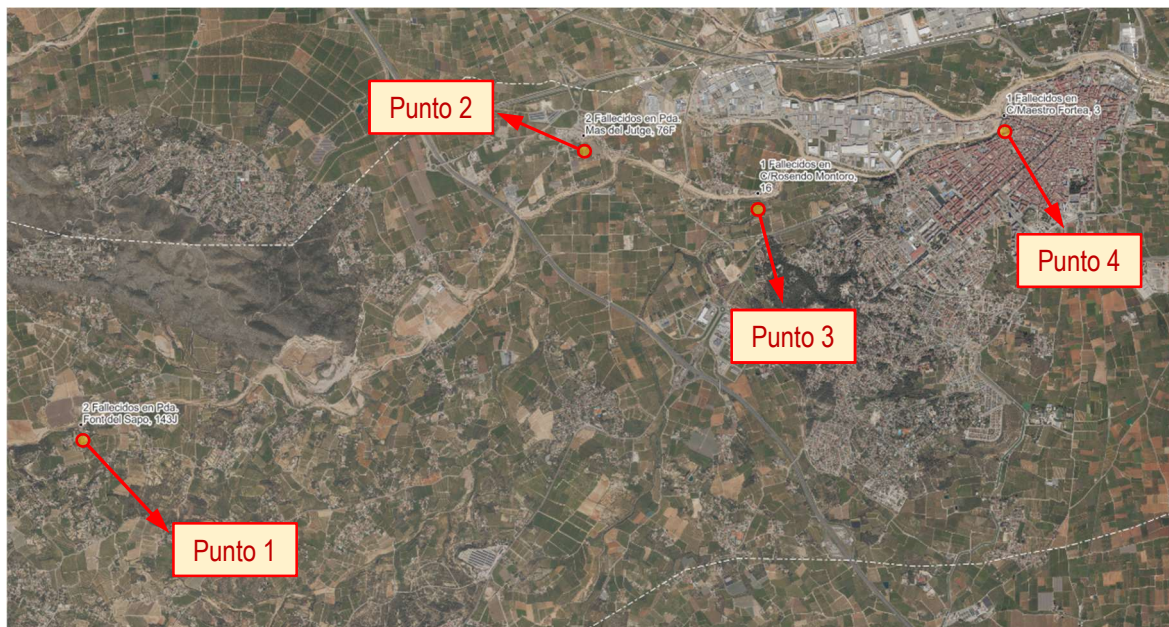 Punto 2
2 Fallecidos en Pda.
Mas del Jutge, 76F
1 Fallecidos en
C/Maestro Fortea, 3
1 Fallecidos en
C/Rosendo Montoro,
16
Punto 4
Punto 3
2 Fallecidos en Pda.
Font del Sapo, 143J
Punto 1